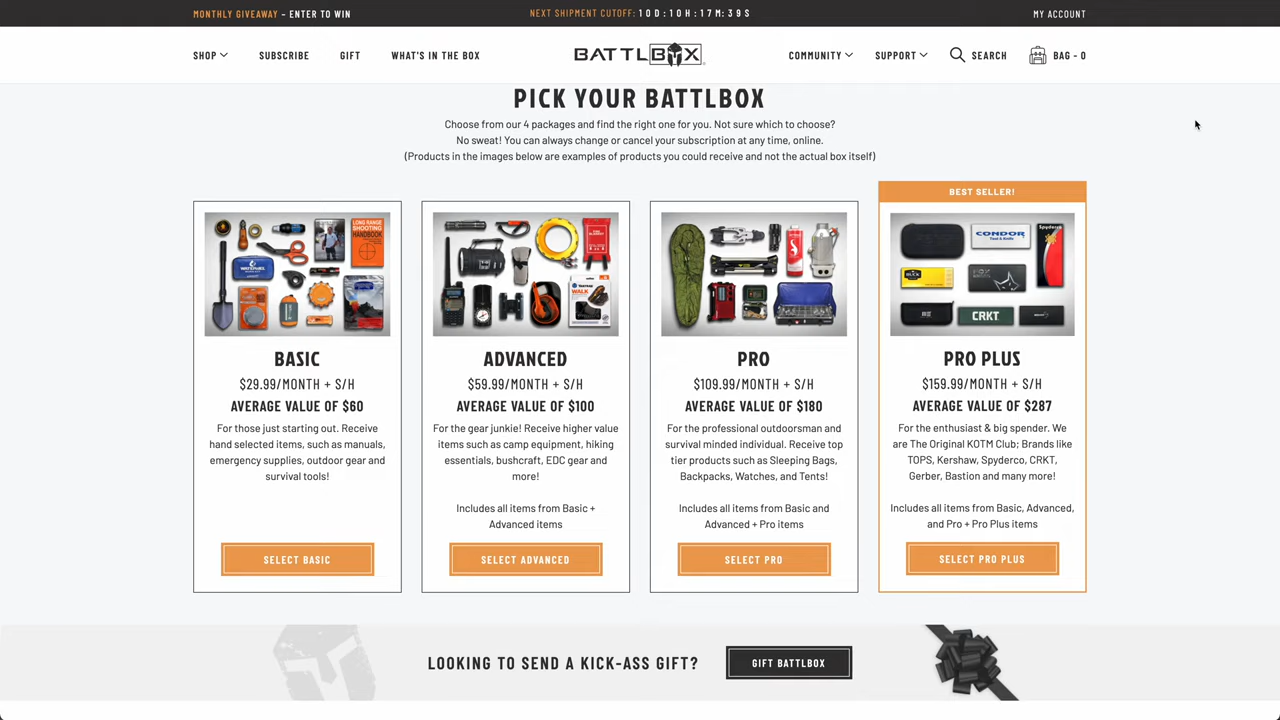 MONTHLY GIVEAWAY – ENTER TO WIN
NEXT SHIPMENT CUTOFF: 10D:10H:17M:39S
MY ACCOUNT
SHOP
SUBSCRIBE
GIFT
WHAT'S IN THE BOX
BATTLBOX
COMMUNITY
SUPPORT
SEARCH
BAG - 0
PICK YOUR BATTLBOX
Choose from our 4 packages and find the right one for you. Not sure which to choose?
No sweat! You can always change or cancel your subscription at any time, online.
(Products in the images below are examples of products you could receive and not the actual box itself)
LONG RANGE
SHOOTING
HANDBOOK
BASIC
$29.99/MONTH + S/H
AVERAGE VALUE OF $60
For those just starting out. Receive
hand selected items, such as manuals,
emergency supplies, outdoor gear and
survival tools!
SELECT BASIC
WALK
ADVANCED
$59.99/MONTH + S/H
AVERAGE VALUE OF $100
For the gear junkie! Receive higher value
items such as camp equipment, hiking
essentials, bushcraft, EDC gear and
more!
Includes all items from Basic +
Advanced items
SELECT ADVANCED
PRO
$109.99/MONTH + S/H
AVERAGE VALUE OF $180
For the professional outdoorsman and
survival minded individual. Receive top
tier products such as Sleeping Bags,
Backpacks, Watches, and Tents!
Includes all items from Basic and
Advanced + Pro items
SELECT PRO
BEST SELLER!
CONDOR
Tool & Knife
Spyderco
BUCK
CRKT
PRO PLUS
$159.99/MONTH + S/H
AVERAGE VALUE OF $287
For the enthusiast & big spender. We
are The Original KOTM Club; Brands like
TOPS, Kershaw, Spyderco, CRKT,
Gerber, Bastion and many more!
Includes all items from Basic, Advanced,
and Pro + Pro Plus items
SELECT PRO PLUS
LOOKING TO SEND A KICK-ASS GIFT?
GIFT BATTLBOX